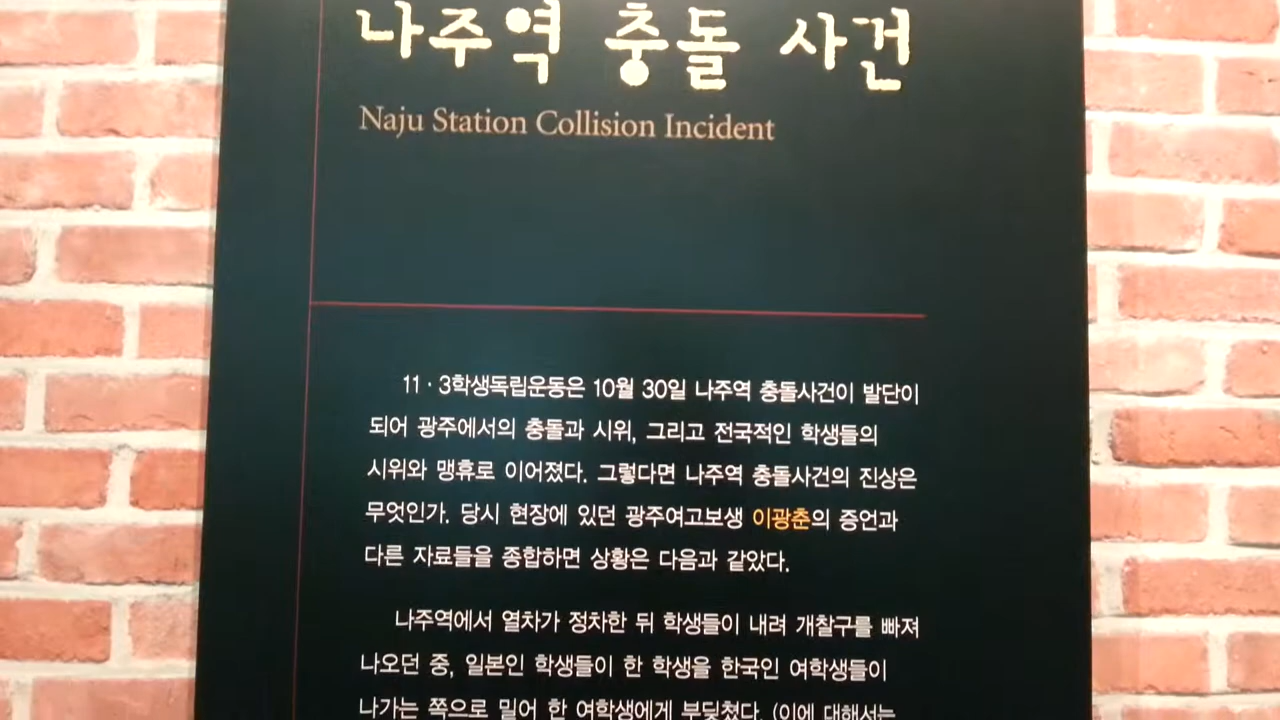 나주역 충돌 사건
Naju Station Collision Incident
11 · 3학생독립운동은 10월 30일 나주역 충돌사건이 발단이
되어 광주에서의 충돌과 시위, 그리고 전국적인 학생들의
시위와 맹휴로 이어졌다. 그렇다면 나주역 충돌사건의 진상은
무엇인가. 당시 현장에 있던 광주여고보생 이광춘의 증언과
다른 자료들을 종합하면 상황은 다음과 같았다.
나주역에서 열차가 정차한 뒤 학생들이 내려 개찰구를 빠져
나오던 중, 일본인 학생들이 한 학생을 한국인 여학생들이
나가는 쪽으로 밀어 한 여학생에게 부딪쳤다. (이에 대해서는